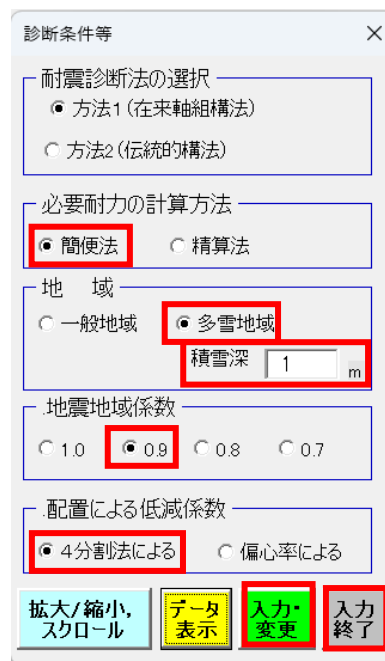 診断条件等
耐震診断法の選択
方法1(在来軸組構法)
方法2(伝統的構法)
必要耐力の計算方法
簡便法 精算法
地 域
一般地域 多雪地域
積雪深 1 m
.地震地域係数
1.0 0.9 0.8 0.7
.配置による低減係数
4分割法による 偏心率による
拡大/縮小, データ 入力・ 入力
スクロール 表示 変更 終了